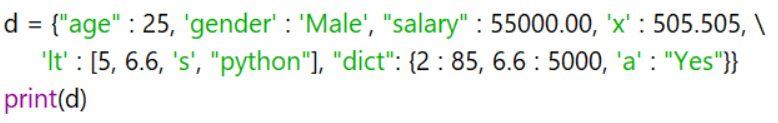 d = {"age" : 25, 'gender' : 'Male', "salary" : 55000.00, 'x' : 505.505, \
'lt' : [5, 6.6, 's', "python"], "dict": {2 : 85, 6.6 : 5000, 'a' : "Yes"}}
print(d)